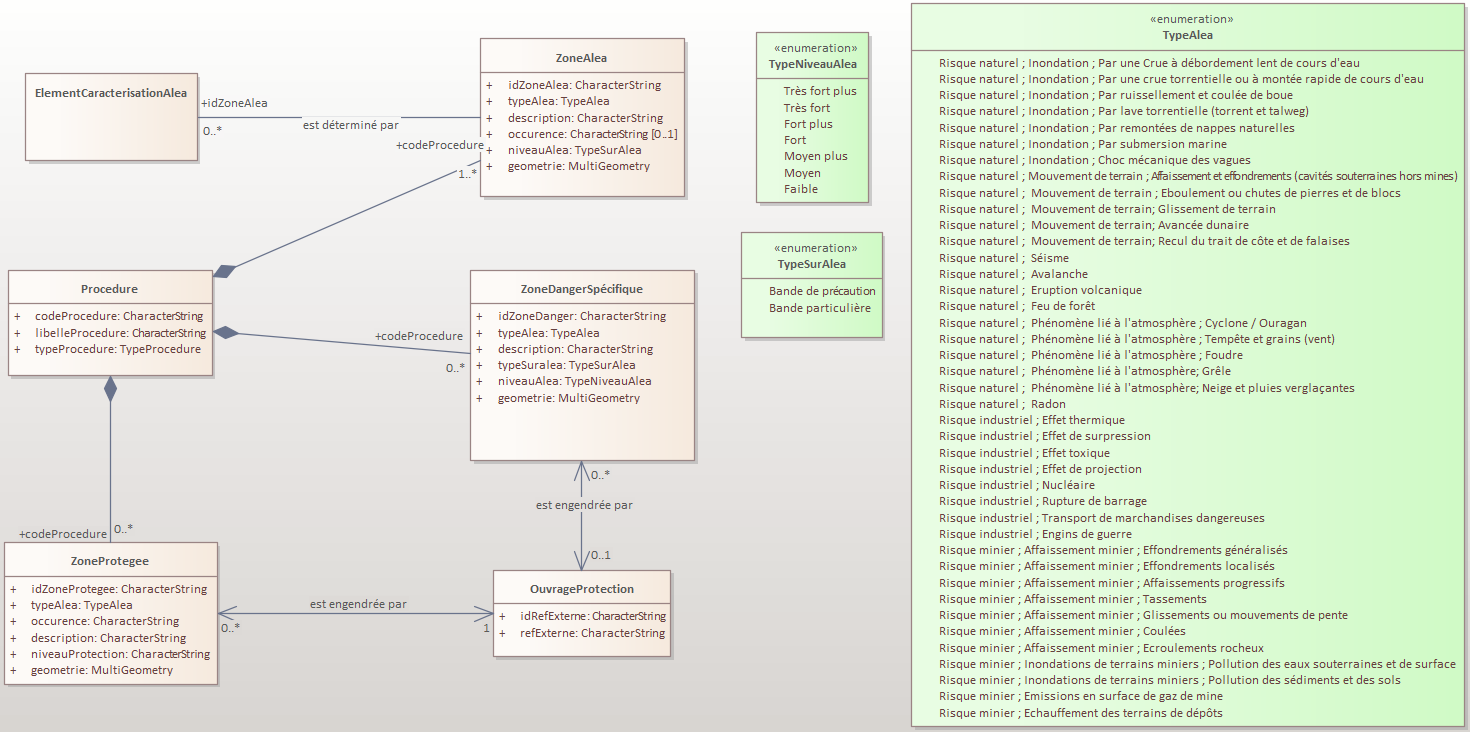 ElementCaracterisationAlea
+idZoneAlea
0..*
est déterminé par
ZoneAlea
+ idZoneAlea: CharacterString
+ typeAlea: TypeAlea
+ description: CharacterString
+ occurence: CharacterString [0..1]
+ niveauAlea: TypeSurAlea
+ geometrie: MultiGeometry
+codeProcedure
1..*
Procedure
+ codeProcedure: CharacterString
+ libelleProcedure: CharacterString
+ typeProcedure: TypeProcedure
+codeProcedure
0..*
ZoneDangerSpécifique
+ idZoneDanger: CharacterString
+ typeAlea: TypeAlea
+ description: CharacterString
+ typeSuralea: TypeSurAlea
+ niveauAlea: TypeNiveauAlea
+ geometrie: MultiGeometry
0..*
est engendrée par
0..1
+codeProcedure
0..*
ZoneProtegee
+ idZoneProtegee: CharacterString
+ typeAlea: TypeAlea
+ occurence: CharacterString
+ description: CharacterString
+ niveauProtection: CharacterString
+ geometrie: MultiGeometry
0..*
est engendrée par
1
OuvrageProtection
+ idRefExterne: CharacterString
+ refExterne: CharacterString
«enumeration»
TypeNiveauAlea
Très fort plus
Très fort
Fort plus
Fort
Moyen plus
Moyen
Faible
«enumeration»
TypeSurAlea
Bande de précaution
Bande particulière
«enumeration»
TypeAlea
Risque naturel ; Inondation ; Par une Crue à débordement lent de cours d'eau
Risque naturel ; Inondation ; Par une crue torrentielle ou à montée rapide de cours d'eau
Risque naturel ; Inondation ; Par ruissellement et coulée de boue
Risque naturel ; Inondation ; Par lave torrentielle (torrent et talweg)
Risque naturel ; Inondation ; Par remontées de nappes naturelles
Risque naturel ; Inondation ; Par submersion marine
Risque naturel ; Inondation ; Choc mécanique des vagues
Risque naturel ; Mouvement de terrain ; Affaissement et effondrements (cavités souterraines hors mines)
Risque naturel ; Mouvement de terrain; Eboulement ou chutes de pierres et de blocs
Risque naturel ; Mouvement de terrain; Glissement de terrain
Risque naturel ; Mouvement de terrain; Avancée dunaire
Risque naturel ; Mouvement de terrain; Recul du trait de côte et de falaises
Risque naturel ; Séisme
Risque naturel ; Avalanche
Risque naturel ; Eruption volcanique
Risque naturel ; Feu de forêt
Risque naturel ; Phénomène lié à l'atmosphère ; Cyclone / Ouragan
Risque naturel ; Phénomène lié à l'atmosphère ; Tempête et grains (vent)
Risque naturel ; Phénomène lié à l'atmosphère ; Foudre
Risque naturel ; Phénomène lié à l'atmosphère; Grêle
Risque naturel ; Phénomène lié à l'atmosphère; Neige et pluies verglaçantes
Risque naturel ; Radon
Risque industriel ; Effet thermique
Risque industriel ; Effet de surpression
Risque industriel ; Effet toxique
Risque industriel ; Effet de projection
Risque industriel ; Nucléaire
Risque industriel ; Rupture de barrage
Risque industriel ; Transport de marchandises dangereuses
Risque industriel ; Engins de guerre
Risque minier ; Affaissement minier ; Effondrements généralisés
Risque minier ; Affaissement minier ; Effondrements localisés
Risque minier ; Affaissement minier ; Affaissements progressifs
Risque minier ; Affaissement minier ; Tassements
Risque minier ; Affaissement minier ; Glissements ou mouvements de pente
Risque minier ; Affaissement minier ; Coulées
Risque minier ; Affaissement minier ; Ecroulements rocheux
Risque minier ; Inondations de terrains miniers ; Pollution des eaux souterraines et de surface
Risque minier ; Inondations de terrains miniers ; Pollution des sédiments et des sols
Risque minier ; Emissions en surface de gaz de mine
Risque minier ; Echauffement des terrains de dépôts